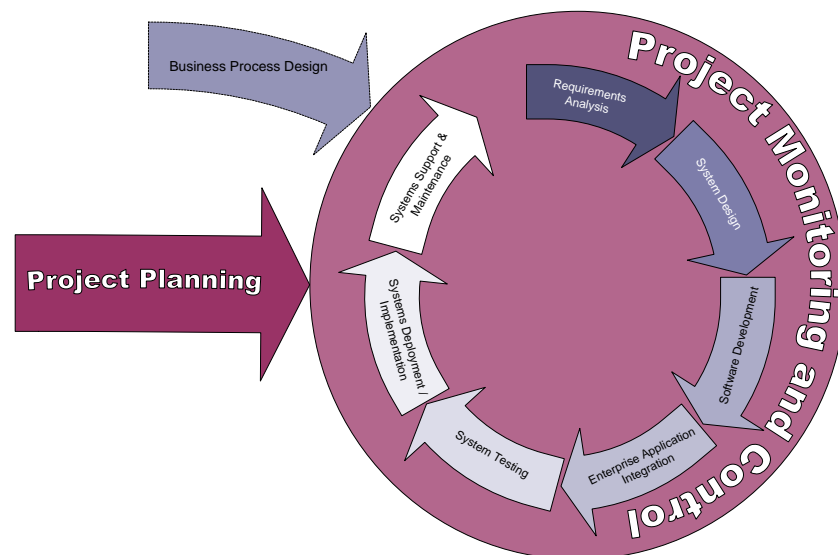 Business Process Design
Project Planning
Project Monitoring and Control
Requirements
Analysis
System Design
Software Development
Enterprise Application
Integration
System Testing
Systems Deployment /
Implementation
Systems Support &
Maintenance